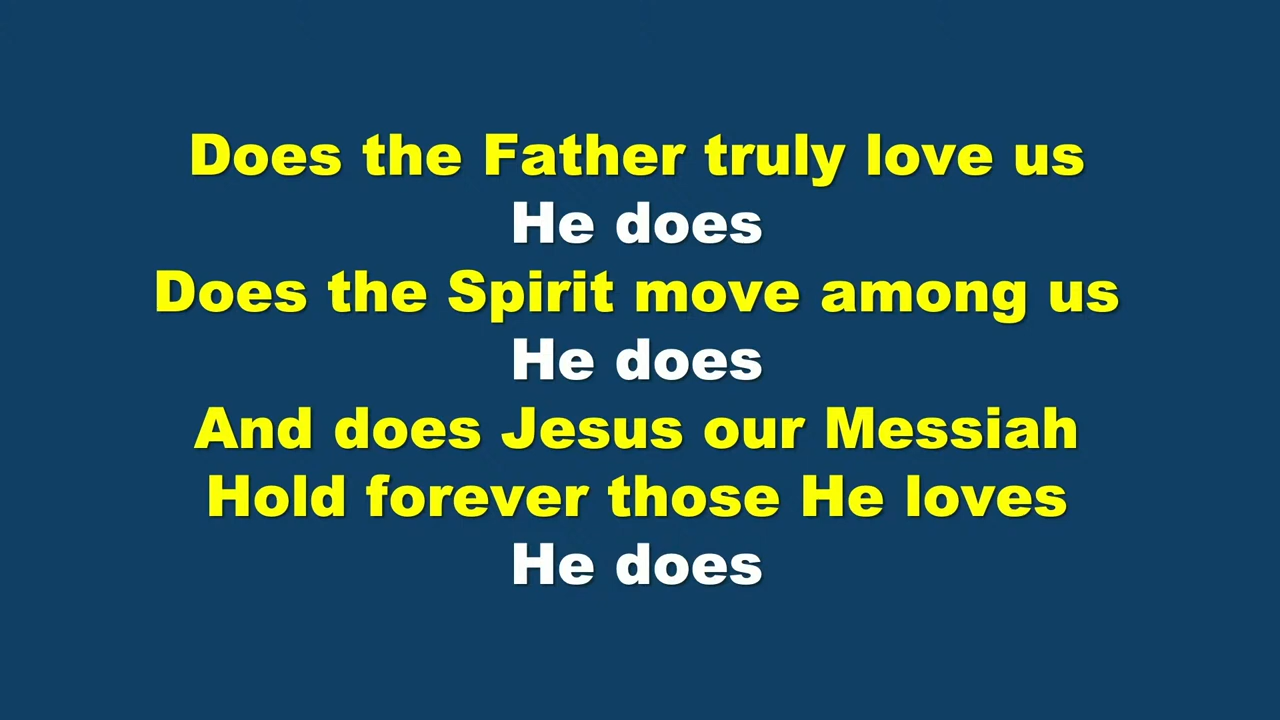 Does the Father truly love us
He does
Does the Spirit move among us
He does
And does Jesus our Messiah
Hold forever those He loves
He does